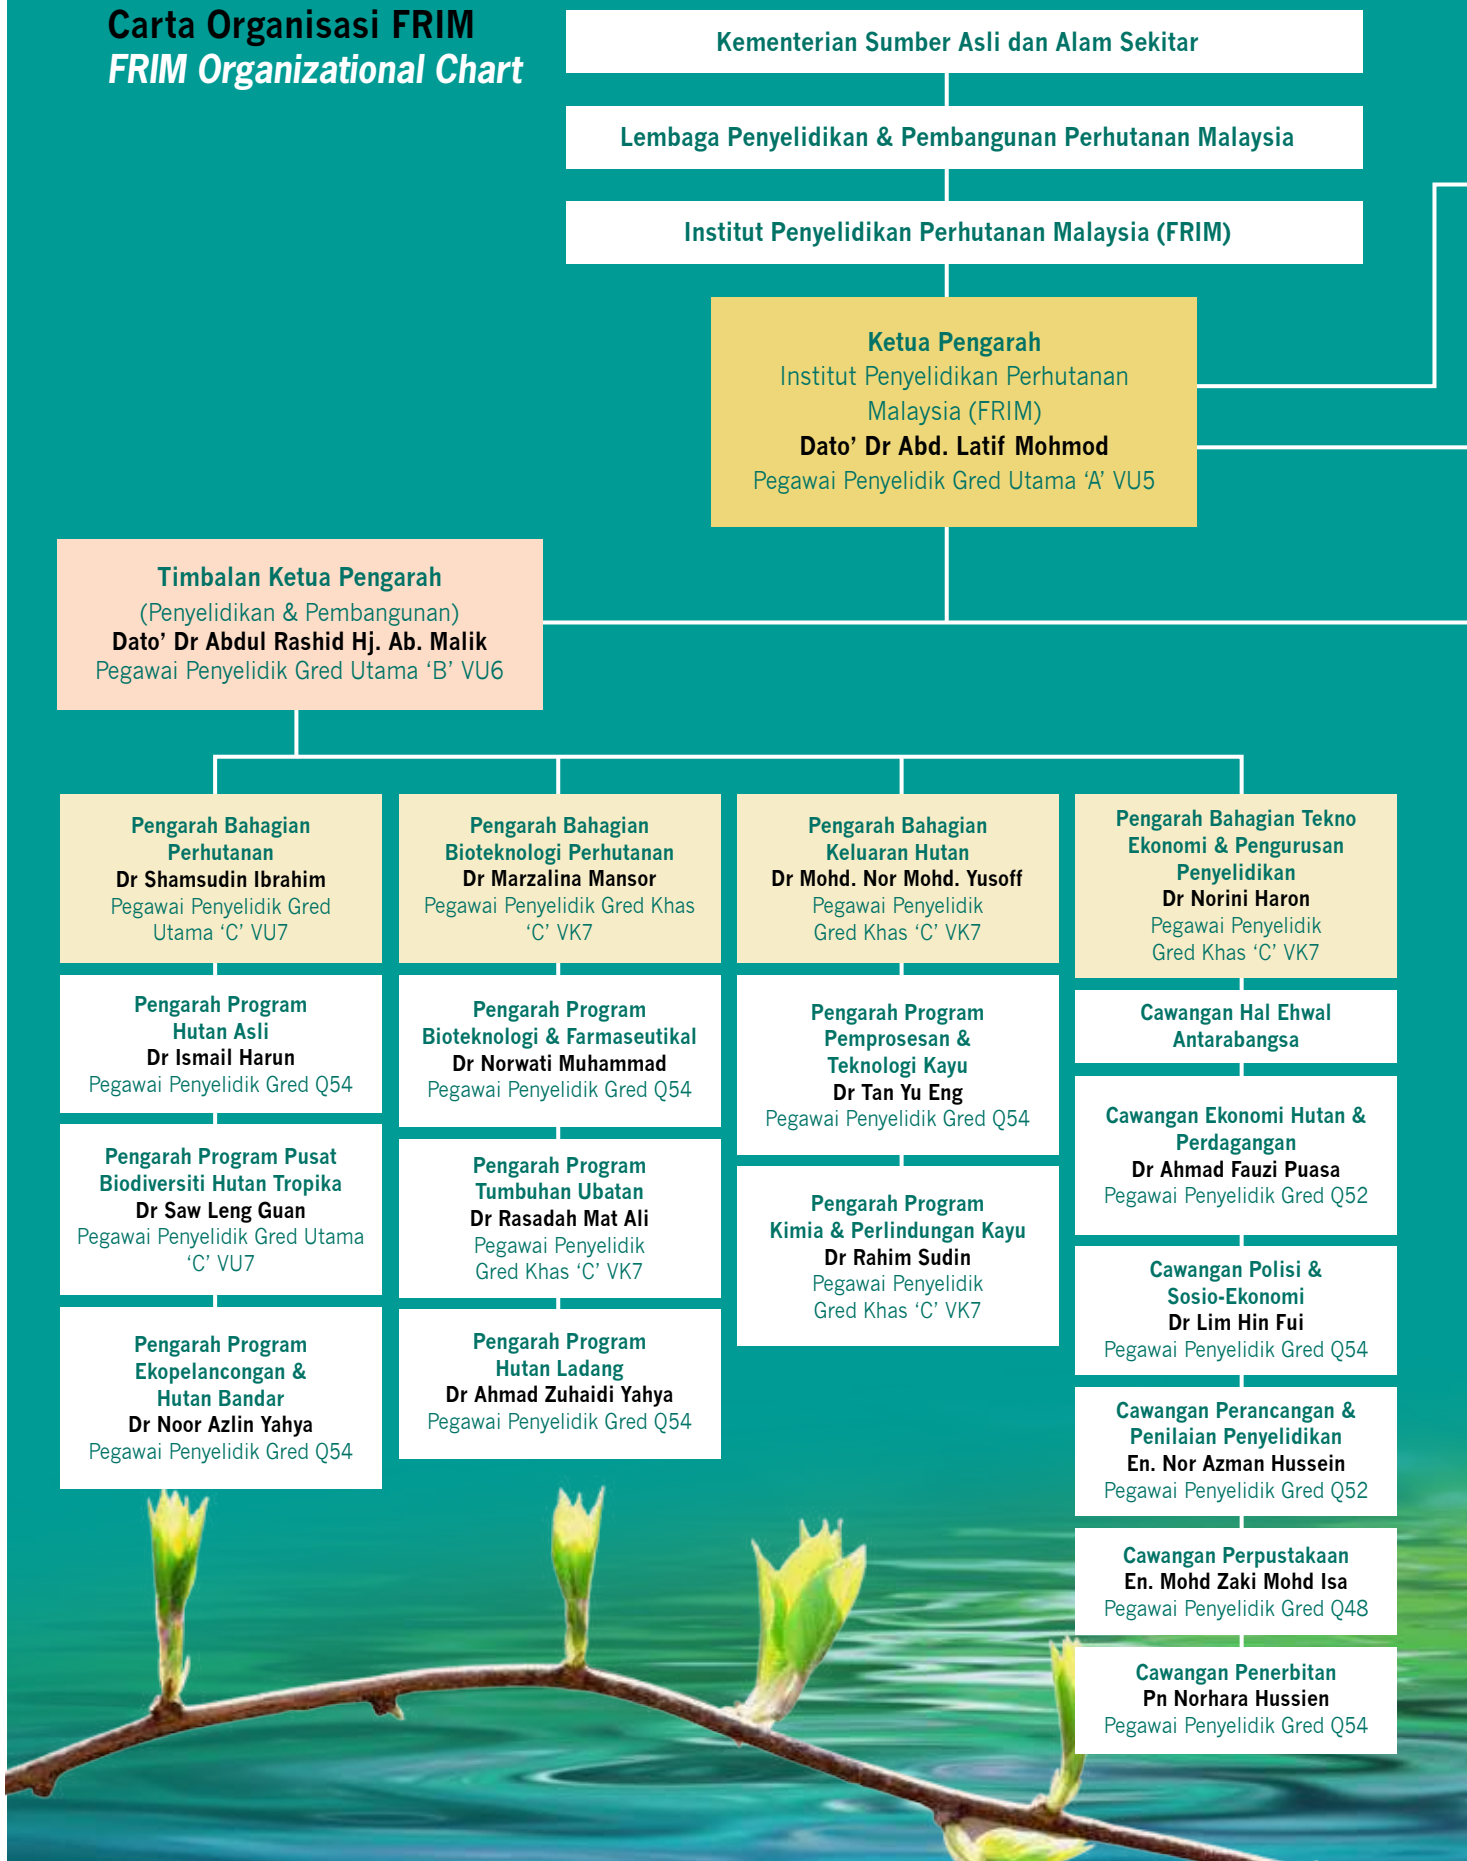 Carta Organisasi FRIM
FRIM Organizational Chart
Kementerian Sumber Asli dan Alam Sekitar
Lembaga Penyelidikan & Pembangunan Perhutanan Malaysia
Institut Penyelidikan Perhutanan Malaysia (FRIM)
Ketua Pengarah
Institut Penyelidikan Perhutanan
Malaysia (FRIM)
Dato’ Dr Abd. Latif Mohmod
Pegawai Penyelidik Gred Utama ‘A’ VU5
Timbalan Ketua Pengarah
(Penyelidikan & Pembangunan)
Dato’ Dr Abdul Rashid Hj. Ab. Malik
Pegawai Penyelidik Gred Utama ‘B’ VU6
Pengarah Bahagian
Perhutanan
Dr Shamsudin Ibrahim
Pegawai Penyelidik Gred
Utama ‘C’ VU7
Pengarah Program
Hutan Asli
Dr Ismail Harun
Pegawai Penyelidik Gred Q54
Pengarah Program Pusat
Biodiversiti Hutan Tropika
Dr Saw Leng Guan
Pegawai Penyelidik Gred Utama
‘C’ VU7
Pengarah Program
Ekopelancongan &
Hutan Bandar
Dr Noor Azlin Yahya
Pegawai Penyelidik Gred Q54
Pengarah Bahagian
Bioteknologi Perhutanan
Dr Marzalina Mansor
Pegawai Penyelidik Gred Khas
‘C’ VK7
Pengarah Program
Bioteknologi & Farmaseutikal
Dr Norwati Muhammad
Pegawai Penyelidik Gred Q54
Pengarah Program
Tumbuhan Ubatan
Dr Rasadah Mat Ali
Pegawai Penyelidik
Gred Khas ‘C’ VK7
Pengarah Program
Hutan Ladang
Dr Ahmad Zuhaidi Yahya
Pegawai Penyelidik Gred Q54
Pengarah Bahagian
Keluaran Hutan
Dr Mohd. Nor Mohd. Yusoff
Pegawai Penyelidik
Gred Khas ‘C’ VK7
Pengarah Program
Pemprosesan &
Teknologi Kayu
Dr Tan Yu Eng
Pegawai Penyelidik Gred Q54
Pengarah Program
Kimia & Perlindungan Kayu
Dr Rahim Sudin
Pegawai Penyelidik
Gred Khas ‘C’ VK7
Pengarah Bahagian Tekno
Ekonomi & Pengurusan
Penyelidikan
Dr Norini Haron
Pegawai Penyelidik
Gred Khas ‘C’ VK7
Cawangan Hal Ehwal
Antarabangsa
Cawangan Ekonomi Hutan &
Perdagangan
Dr Ahmad Fauzi Puasa
Pegawai Penyelidik Gred Q52
Cawangan Polisi &
Sosio-Ekonomi
Dr Lim Hin Fui
Pegawai Penyelidik Gred Q54
Cawangan Perancangan &
Penilaian Penyelidikan
En. Nor Azman Hussein
Pegawai Penyelidik Gred Q52
Cawangan Perpustakaan
En. Mohd Zaki Mohd Isa
Pegawai Penyelidik Gred Q48
Cawangan Penerbitan
Pn Norhara Hussien
Pegawai Penyelidik Gred Q54